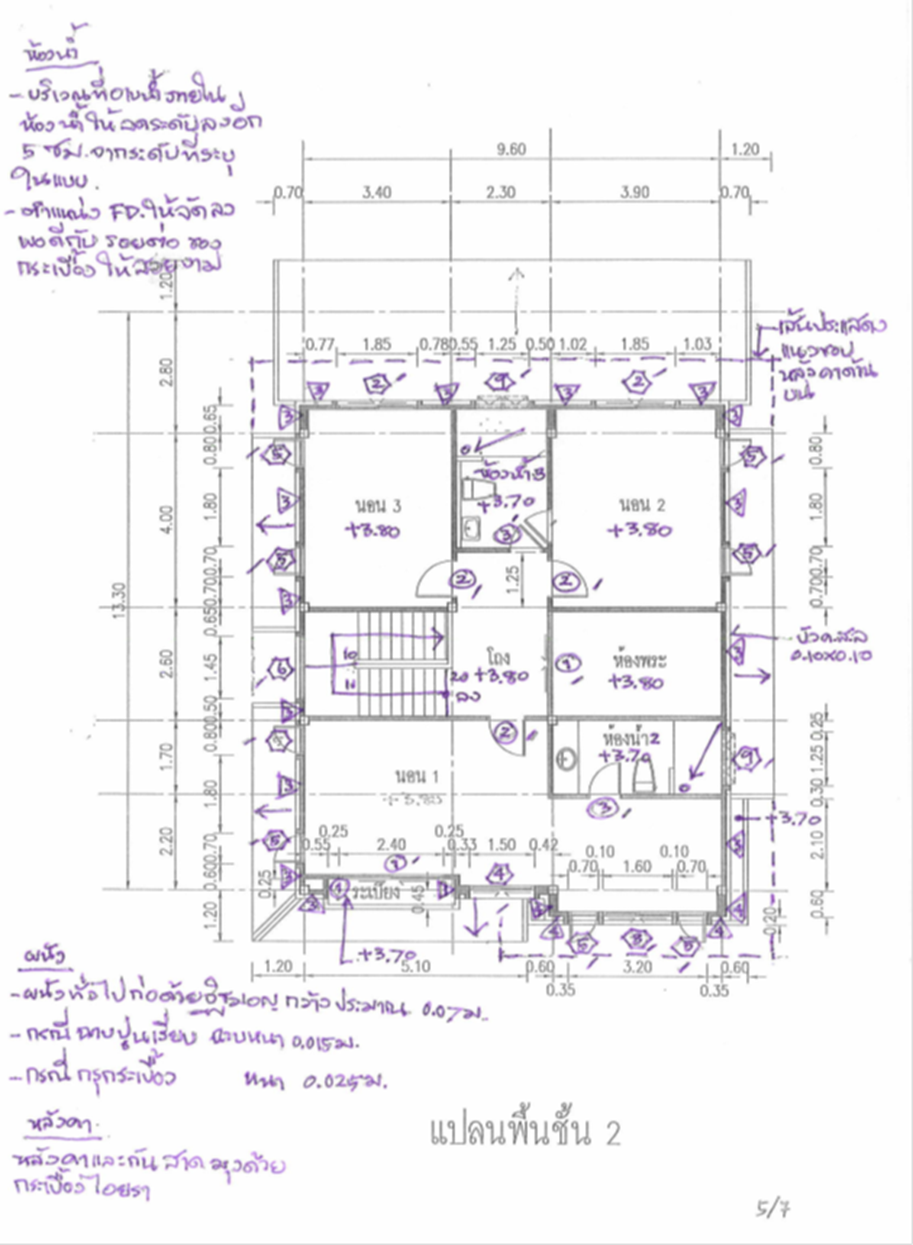 ห้องน้ำ
- บริเวณที่อาบน้ำภายใน
ห้องน้ำให้ลดระดับลงอีก
5 ซม. จากระดับที่ระบุ
ในแบบ.
- ตำแหน่ง FD. ให้จัดลง
พอดีกับ รอยต่อ ของ
กระเบื้อง ให้สวยงาม
9.60 1.20
0.70 3.40 2.30 3.90 0.70
1.20
เส้นประแสดง
แนวขอบ
หลังคาด้าน
บน
0.77 1.85 0.78 0.55 1.25 0.50 1.02 1.85 1.03
2.80
0.65
0.80 0.80
ห้องน้ำ 3
+3.70
นอน 3 นอน 2
+3.80 +3.80
4.00 1.80 1.80
1.25
0.70 0.70
0.70 0.70
13.30
0.65
บัว ค.ส.ล
0.10x0.10
โถง ห้องพระ
20 +3.80 +3.80
ลง
2.60 1.45
0.50 0.25
0.80
ห้องน้ำ 2
+3.70
1.70 1.25
นอน 1
+3.80
0.30
1.80
+3.70
2.20 0.70 2.10
0.25 0.25
0.55 2.40 0.33 1.50 0.42
0.10 0.10
0.70 1.60 0.70
0.60
0.25 ระเบียง 0.45
1.20 0.60
0.20
+3.70
1.20 5.10 0.60 3.20 0.60
0.35 0.35
ผนัง
- ผนังทั่วไปก่อด้วยอิฐมอญ กว้างประมาณ 0.07 ม.
- กรณี ฉาบปูนเรียบ ฉาบหนา 0.015 ม.
- กรณี กรุกระเบื้อง หนา 0.025 ม.
หลังคา
หลังคาและกันสาด มุงด้วย
กระเบื้องไอยรา
แปลนพื้นชั้น 2
5/7